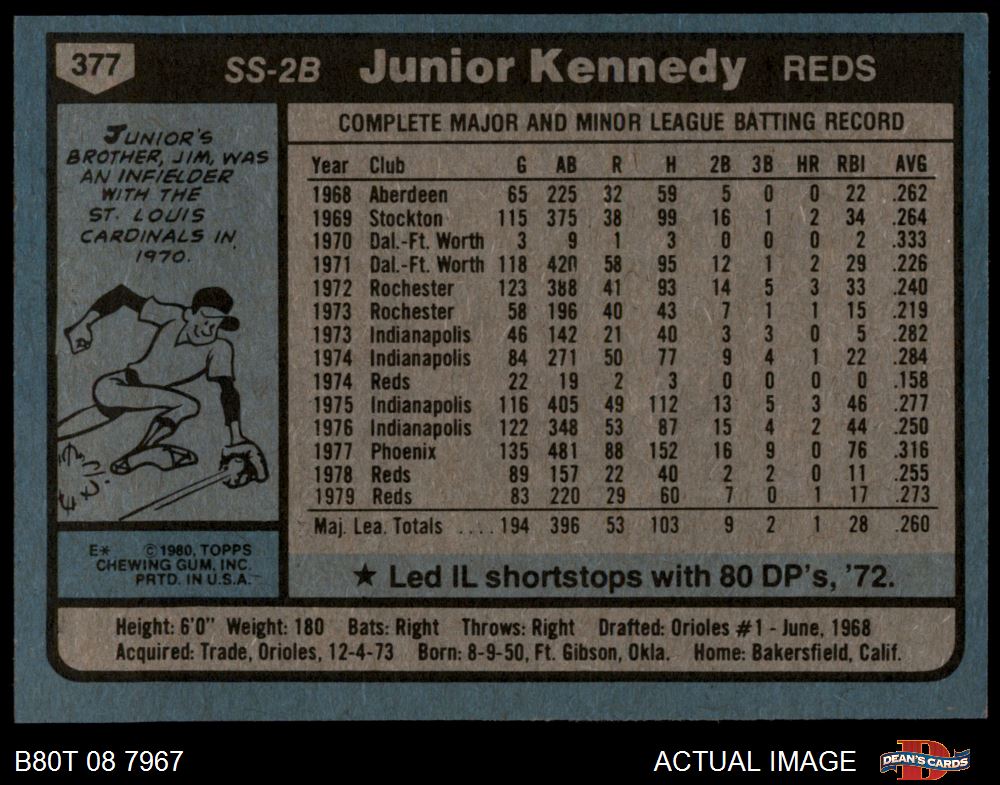 377 SS-2B Junior Kennedy REDS
JUNIOR'S
BROTHER, JIM, WAS
AN INFIELDER
WITH THE
ST. LOUIS
CARDINALS IN
1970.
E* © 1980, TOPPS
CHEWING GUM, INC.
PRTD. IN U.S.A.
COMPLETE MAJOR AND MINOR LEAGUE BATTING RECORD
Year Club G AB R H 2B 3B HR RBI AVG
1968 Aberdeen 65 225 32 59 5 0 0 22 .262
1969 Stockton 115 375 38 99 16 1 2 34 .264
1970 Dal.-Ft. Worth 3 9 1 3 0 0 0 2 .333
1971 Dal.-Ft. Worth 118 420 58 95 12 1 2 29 .226
1972 Rochester 123 388 41 93 14 5 3 33 .240
1973 Rochester 58 196 40 43 7 1 1 15 .219
1973 Indianapolis 46 142 21 40 3 3 0 5 .282
1974 Indianapolis 84 271 50 77 9 4 1 22 .284
1974 Reds 22 19 2 3 0 0 0 0 .158
1975 Indianapolis 116 405 49 112 13 5 3 46 .277
1976 Indianapolis 122 348 53 87 15 4 2 44 .250
1977 Phoenix 135 481 88 152 16 9 0 76 .316
1978 Reds 89 157 22 40 2 2 0 11 .255
1979 Reds 83 220 29 60 7 0 1 17 .273
Maj. Lea. Totals .... 194 396 53 103 9 2 1 28 .260
★ Led IL shortstops with 80 DP's, '72.
Height: 6'0" Weight: 180 Bats: Right Throws: Right Drafted: Orioles #1 - June, 1968
Acquired: Trade, Orioles, 12-4-73 Born: 8-9-50, Ft. Gibson, Okla. Home: Bakersfield, Calif.
B80T 08 7967 ACTUAL IMAGE DEAN'S CARDS